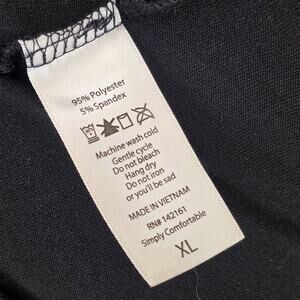 95% Polyester
5% Spandex
Machine wash cold
Gentle cycle
Do not bleach
Hang dry
Do not iron
or you'll be sad
MADE IN VIETNAM
RN# 142161
Simply Comfortable
XL